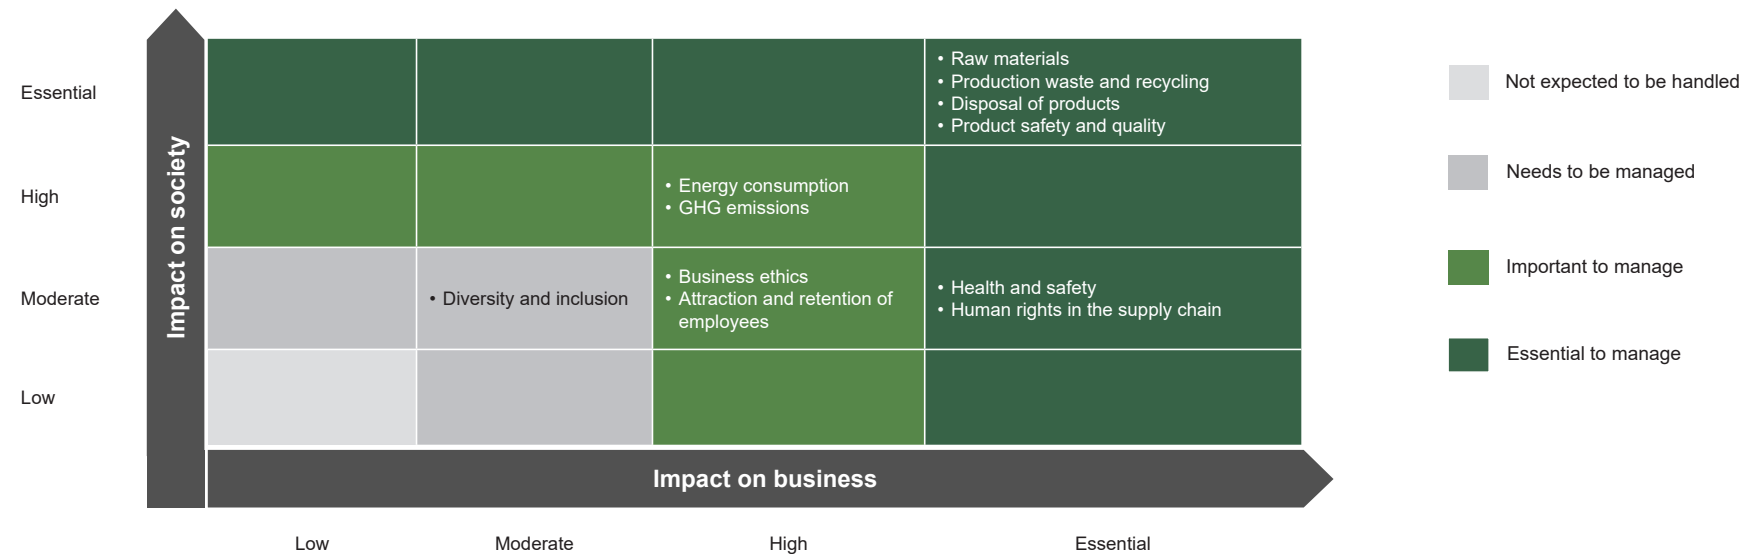 Impact on society
Essential
High
Moderate
Low
• Raw materials
• Production waste and recycling
• Disposal of products
• Product safety and quality
• Energy consumption
• GHG emissions
• Diversity and inclusion
• Business ethics
• Attraction and retention of
employees
• Health and safety
• Human rights in the supply chain
Impact on business
Low
Moderate
High
Essential
Not expected to be handled
Needs to be managed
Important to manage
Essential to manage